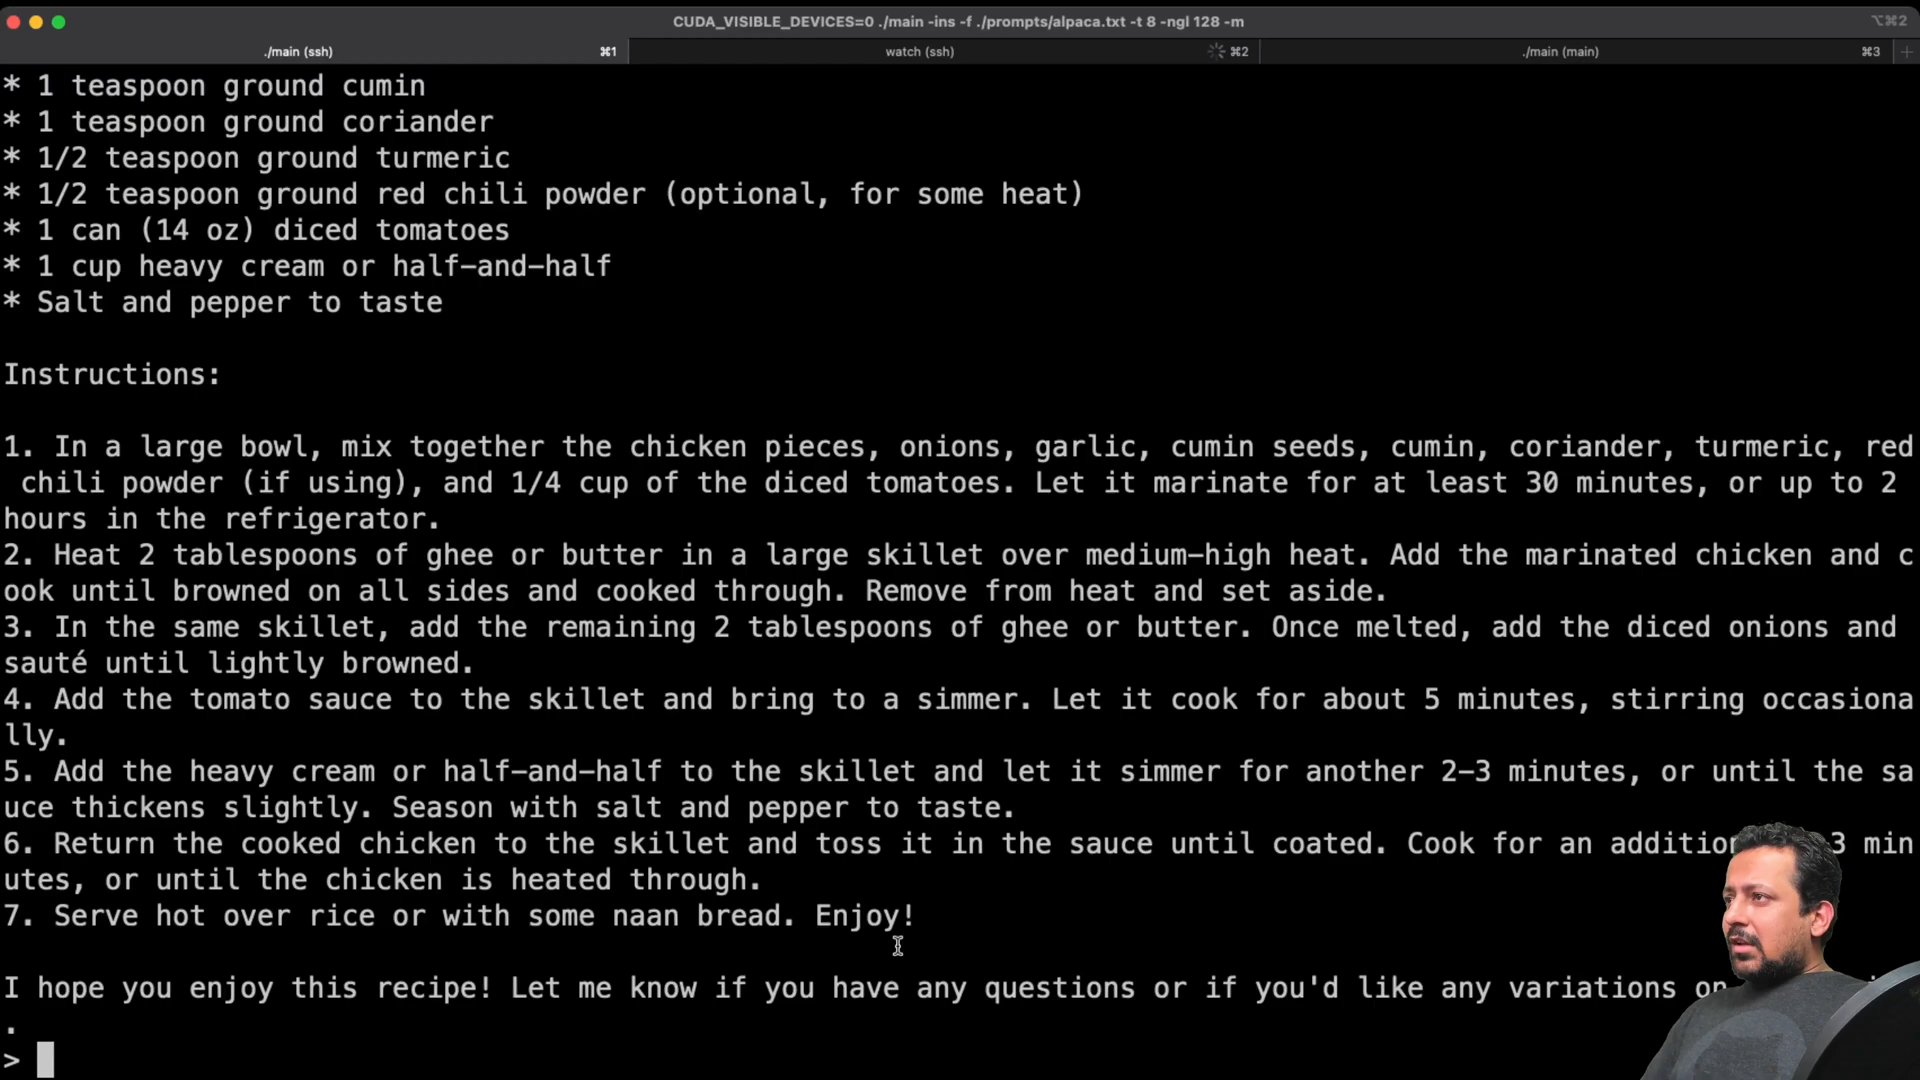 CUDA_VISIBLE_DEVICES=0 ./main -ins -f ./prompts/alpaca.txt -t 8 -ngl 128 -m
⌥⌘2
./main (ssh) ⌘1 watch (ssh) ⌘2 ./main (main) ⌘3 +
* 1 teaspoon ground cumin
* 1 teaspoon ground coriander
* 1/2 teaspoon ground turmeric
* 1/2 teaspoon ground red chili powder (optional, for some heat)
* 1 can (14 oz) diced tomatoes
* 1 cup heavy cream or half-and-half
* Salt and pepper to taste
Instructions:
1. In a large bowl, mix together the chicken pieces, onions, garlic, cumin seeds, cumin, coriander, turmeric, red
chili powder (if using), and 1/4 cup of the diced tomatoes. Let it marinate for at least 30 minutes, or up to 2
hours in the refrigerator.
2. Heat 2 tablespoons of ghee or butter in a large skillet over medium-high heat. Add the marinated chicken and c
ook until browned on all sides and cooked through. Remove from heat and set aside.
3. In the same skillet, add the remaining 2 tablespoons of ghee or butter. Once melted, add the diced onions and
sauté until lightly browned.
4. Add the tomato sauce to the skillet and bring to a simmer. Let it cook for about 5 minutes, stirring occasiona
lly.
5. Add the heavy cream or half-and-half to the skillet and let it simmer for another 2-3 minutes, or until the sa
uce thickens slightly. Season with salt and pepper to taste.
6. Return the cooked chicken to the skillet and toss it in the sauce until coated. Cook for an additio 3 min
utes, or until the chicken is heated through.
7. Serve hot over rice or with some naan bread. Enjoy!
I hope you enjoy this recipe! Let me know if you have any questions or if you'd like any variations on
.
>